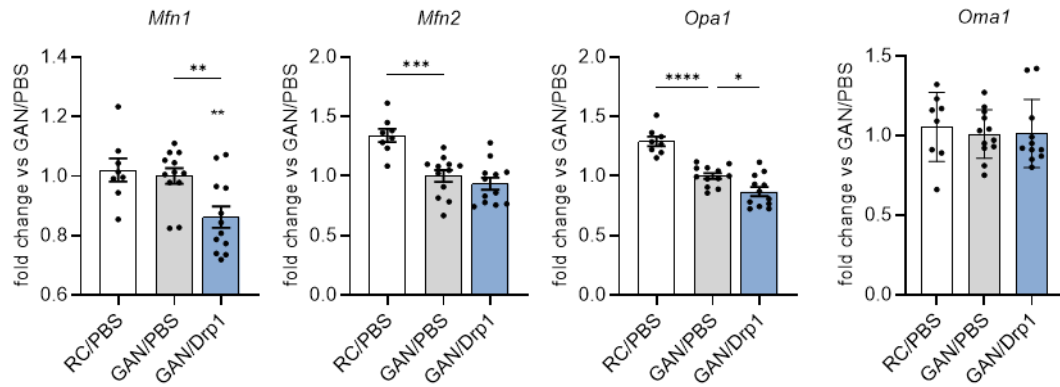 Mfn1
fold change vs GAN/PBS
1.4
1.2
1.0
0.8
0.6
**
**
RC/PBS
GAN/PBS
GAN/Drp1
Mfn2
fold change vs GAN/PBS
2.0
1.5
1.0
0.5
0.0
***
RC/PBS
GAN/PBS
GAN/Drp1
Opa1
fold change vs GAN/PBS
2.0
1.5
1.0
0.5
0.0
****
*
RC/PBS
GAN/PBS
GAN/Drp1
Oma1
fold change vs GAN/PBS
1.5
1.0
0.5
0.0
RC/PBS
GAN/PBS
GAN/Drp1